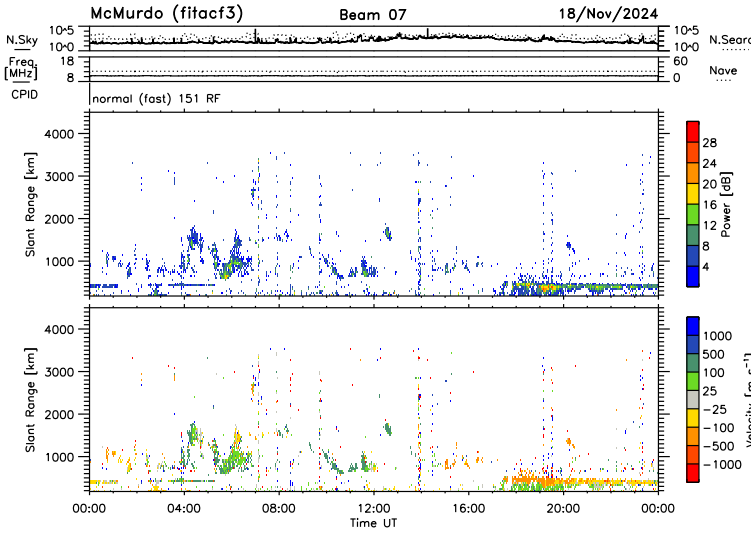 McMurdo (fitacf3) Beam 07 18/Nov/2024
N.Sky 10^5 10^0 10^5 10^0 N.Searc
Freq. [MHz] 18 8 60 0 Nave
CPID normal (fast) 151 RF
Slant Range [km] 4000 3000 2000 1000
28 24 20 16 12 8 4 Power [dB]
Slant Range [km] 4000 3000 2000 1000
1000 500 100 25 -25 -100 -500 -1000 Velocity [m s^-1]
00:00 04:00 08:00 12:00 16:00 20:00 00:00
Time UT